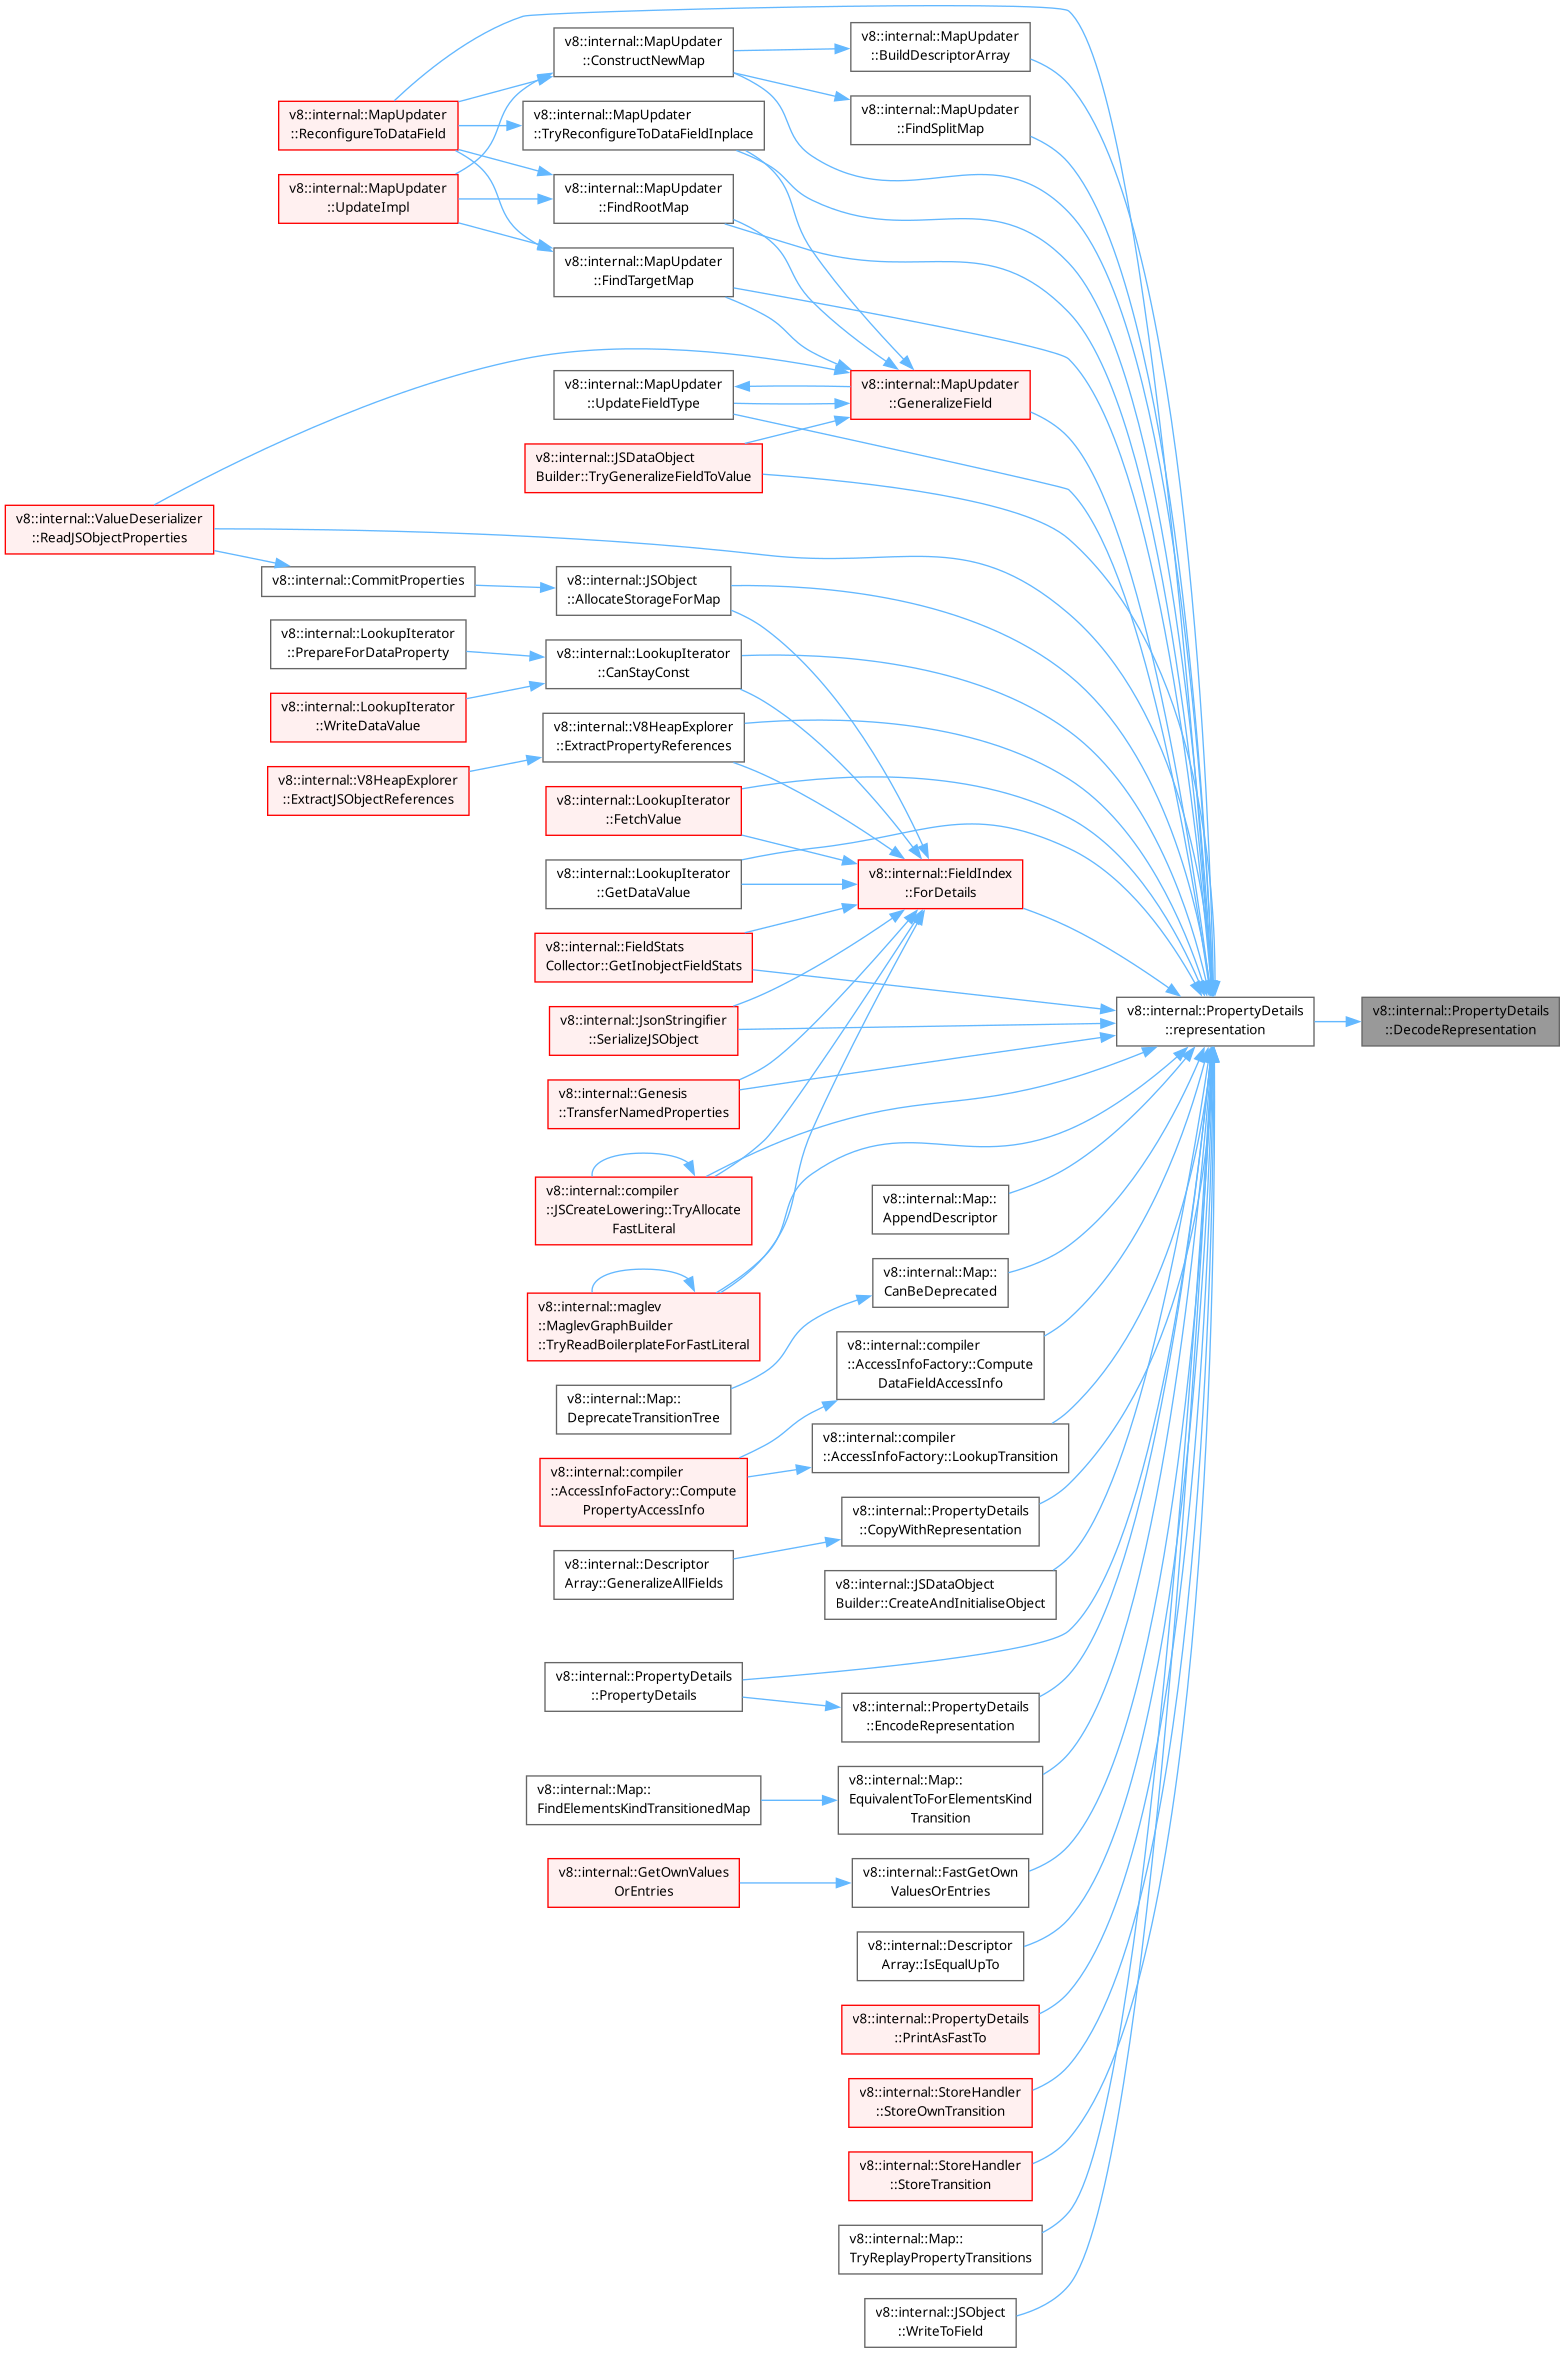 v8::internal::MapUpdater
::ConstructNewMap
v8::internal::MapUpdater
::BuildDescriptorArray
v8::internal::MapUpdater
::ReconfigureToDataField
v8::internal::MapUpdater
::TryReconfigureToDataFieldInplace
v8::internal::MapUpdater
::FindSplitMap
v8::internal::MapUpdater
::UpdateImpl
v8::internal::MapUpdater
::FindRootMap
v8::internal::MapUpdater
::FindTargetMap
v8::internal::MapUpdater
::UpdateFieldType
v8::internal::MapUpdater
::GeneralizeField
v8::internal::JSDataObject
Builder::TryGeneralizeFieldToValue
v8::internal::ValueDeserializer
::ReadJSObjectProperties
v8::internal::CommitProperties
v8::internal::JSObject
::AllocateStorageForMap
v8::internal::LookupIterator
::PrepareForDataProperty
v8::internal::LookupIterator
::CanStayConst
v8::internal::LookupIterator
::WriteDataValue
v8::internal::V8HeapExplorer
::ExtractPropertyReferences
v8::internal::V8HeapExplorer
::ExtractJSObjectReferences
v8::internal::LookupIterator
::FetchValue
v8::internal::LookupIterator
::GetDataValue
v8::internal::FieldIndex
::ForDetails
v8::internal::FieldStats
Collector::GetInobjectFieldStats
v8::internal::JsonStringifier
::SerializeJSObject
v8::internal::PropertyDetails
::representation
v8::internal::PropertyDetails
::DecodeRepresentation
v8::internal::Genesis
::TransferNamedProperties
v8::internal::compiler
::JSCreateLowering::TryAllocate
FastLiteral
v8::internal::Map::
AppendDescriptor
v8::internal::Map::
CanBeDeprecated
v8::internal::maglev
::MaglevGraphBuilder
::TryReadBoilerplateForFastLiteral
v8::internal::compiler
::AccessInfoFactory::Compute
DataFieldAccessInfo
v8::internal::Map::
DeprecateTransitionTree
v8::internal::compiler
::AccessInfoFactory::LookupTransition
v8::internal::compiler
::AccessInfoFactory::Compute
PropertyAccessInfo
v8::internal::PropertyDetails
::CopyWithRepresentation
v8::internal::Descriptor
Array::GeneralizeAllFields
v8::internal::JSDataObject
Builder::CreateAndInitialiseObject
v8::internal::PropertyDetails
::PropertyDetails
v8::internal::PropertyDetails
::EncodeRepresentation
v8::internal::Map::
FindElementsKindTransitionedMap
v8::internal::Map::
EquivalentToForElementsKind
Transition
v8::internal::GetOwnValues
OrEntries
v8::internal::FastGetOwn
ValuesOrEntries
v8::internal::Descriptor
Array::IsEqualUpTo
v8::internal::PropertyDetails
::PrintAsFastTo
v8::internal::StoreHandler
::StoreOwnTransition
v8::internal::StoreHandler
::StoreTransition
v8::internal::Map::
TryReplayPropertyTransitions
v8::internal::JSObject
::WriteToField